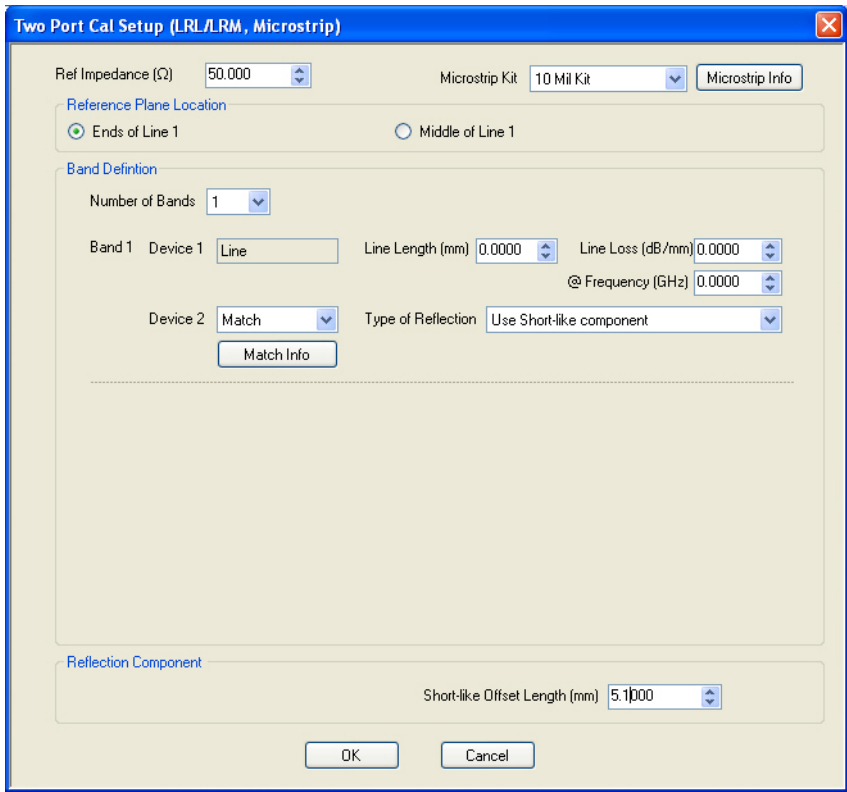 Two Port Cal Setup (LRL/LRM, Microstrip)
Ref Impedance (Ω) 50.000 Microstrip Kit 10 Mil Kit Microstrip Info
Reference Plane Location
Ends of Line 1 Middle of Line 1
Band Defintion
Number of Bands 1
Band 1 Device 1 Line Line Length (mm) 0.0000 Line Loss (dB/mm) 0.0000
@ Frequency (GHz) 0.0000
Device 2 Match Type of Reflection Use Short-like component
Match Info
Reflection Component
Short-like Offset Length (mm) 5.1000
OK Cancel